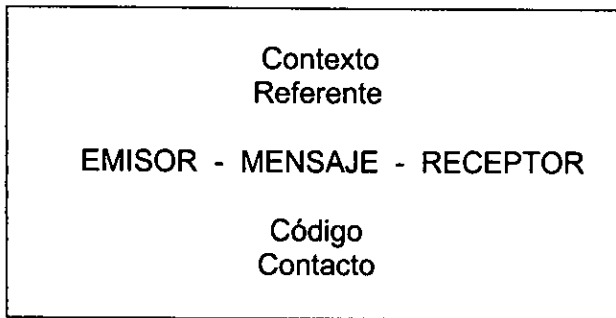 Contexto
Referente
EMISOR - MENSAJE - RECEPTOR
Código
Contacto